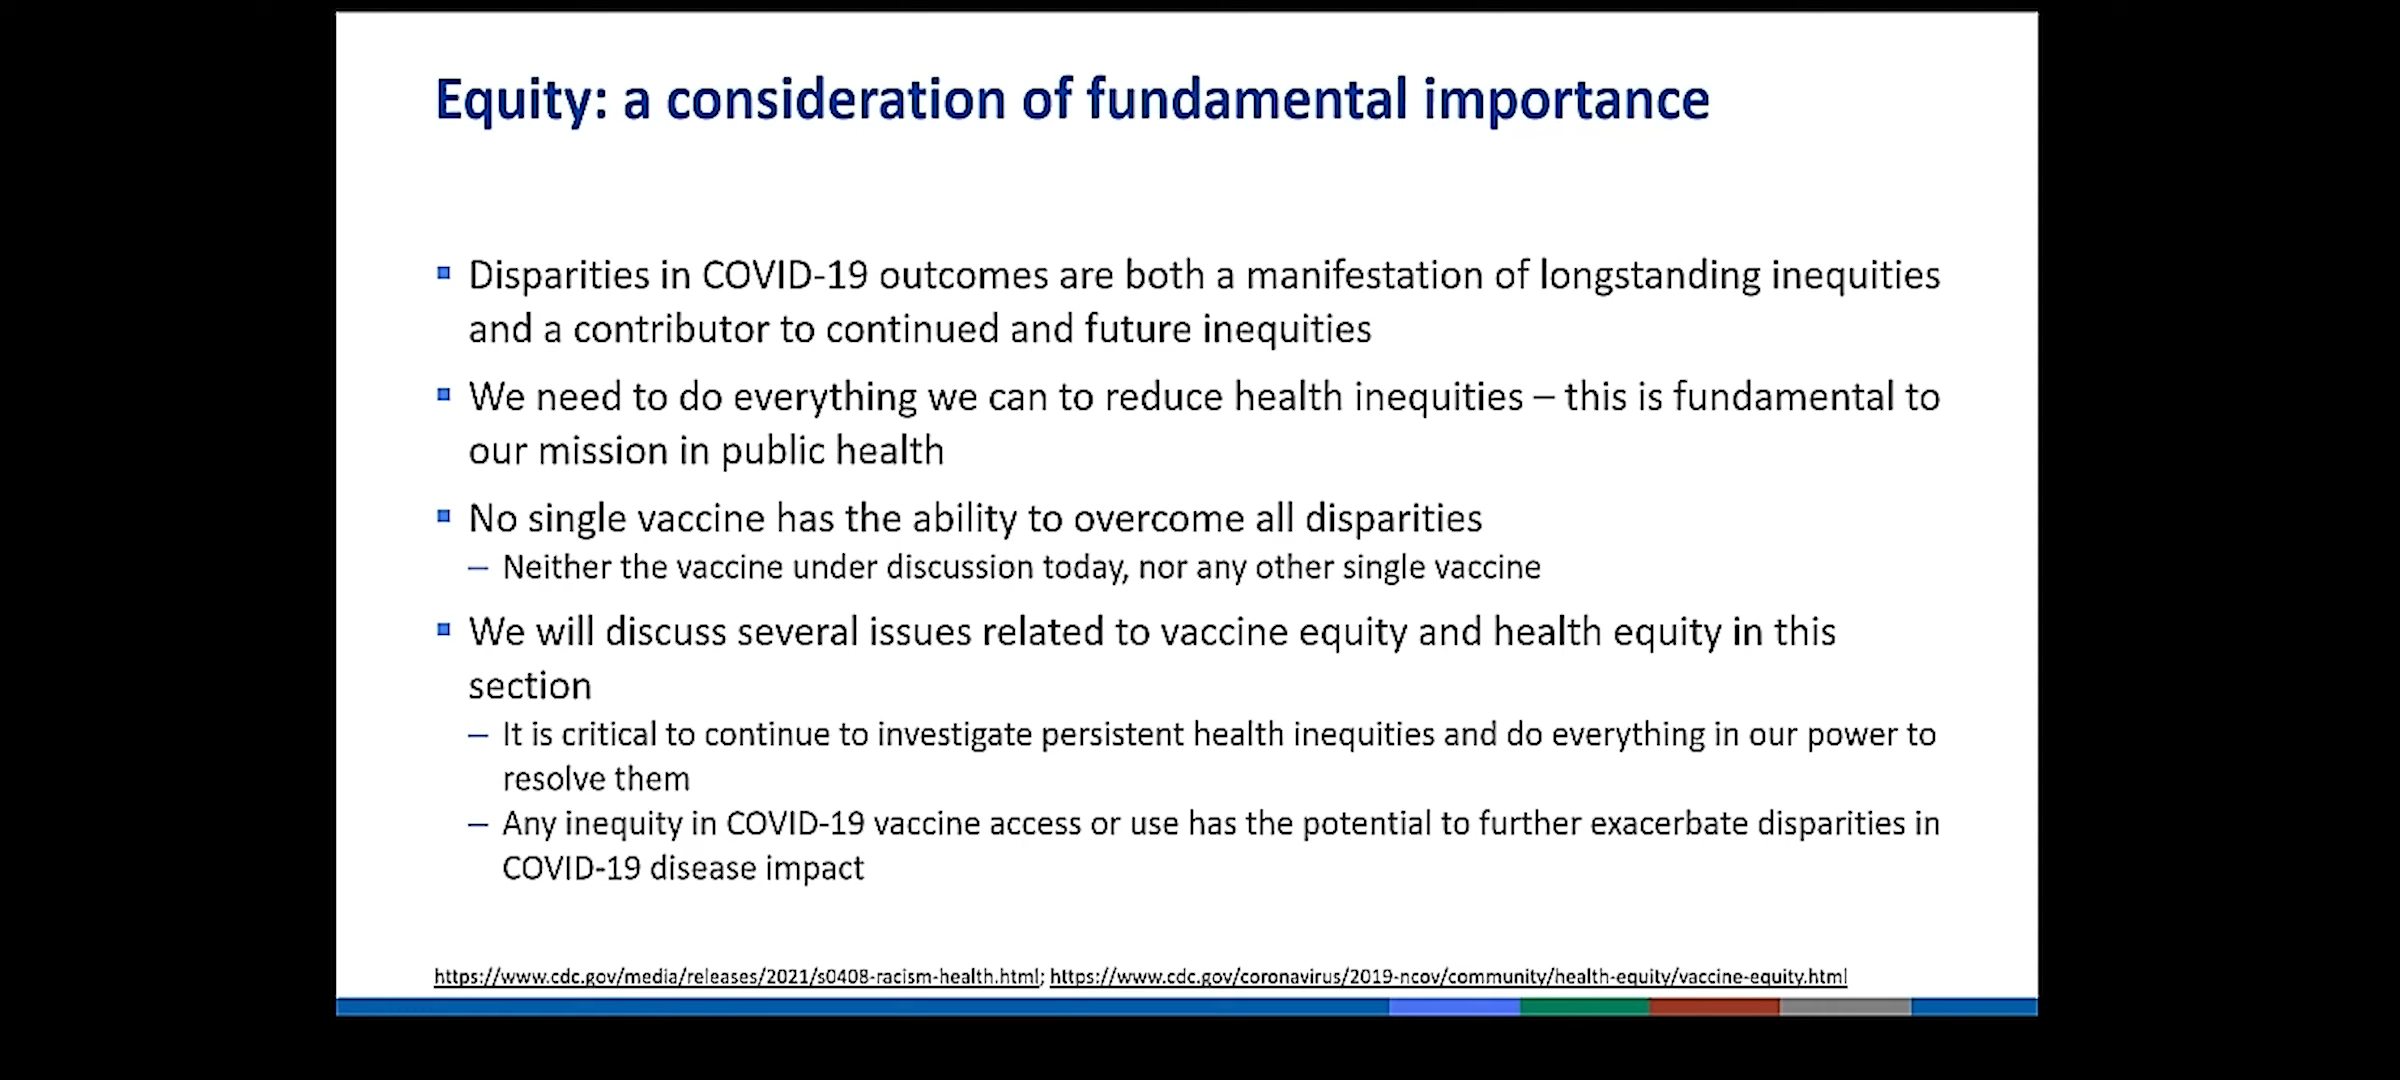 Equity: a consideration of fundamental importance
▪ Disparities in COVID-19 outcomes are both a manifestation of longstanding inequities
and a contributor to continued and future inequities
▪ We need to do everything we can to reduce health inequities – this is fundamental to
our mission in public health
▪ No single vaccine has the ability to overcome all disparities
– Neither the vaccine under discussion today, nor any other single vaccine
▪ We will discuss several issues related to vaccine equity and health equity in this
section
– It is critical to continue to investigate persistent health inequities and do everything in our power to
resolve them
– Any inequity in COVID-19 vaccine access or use has the potential to further exacerbate disparities in
COVID-19 disease impact
https://www.cdc.gov/media/releases/2021/s0408-racism-health.html; https://www.cdc.gov/coronavirus/2019-ncov/community/health-equity/vaccine-equity.html